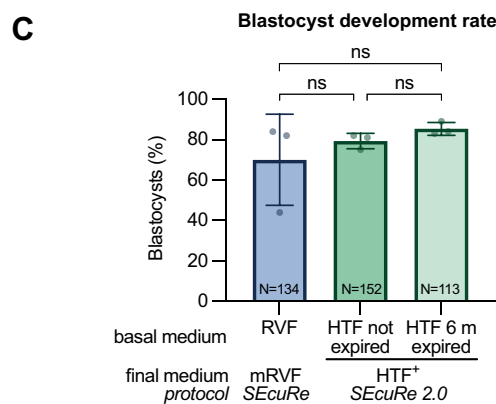 C
Blastocyst development rate
ns
ns ns
100
80
60
40
20
0
Blastocysts (%)
N=134 N=152 N=113
basal medium RVF HTF not expired HTF 6 m expired
final medium mRVF HTF+
protocol SEcuRe SEcuRe 2.0